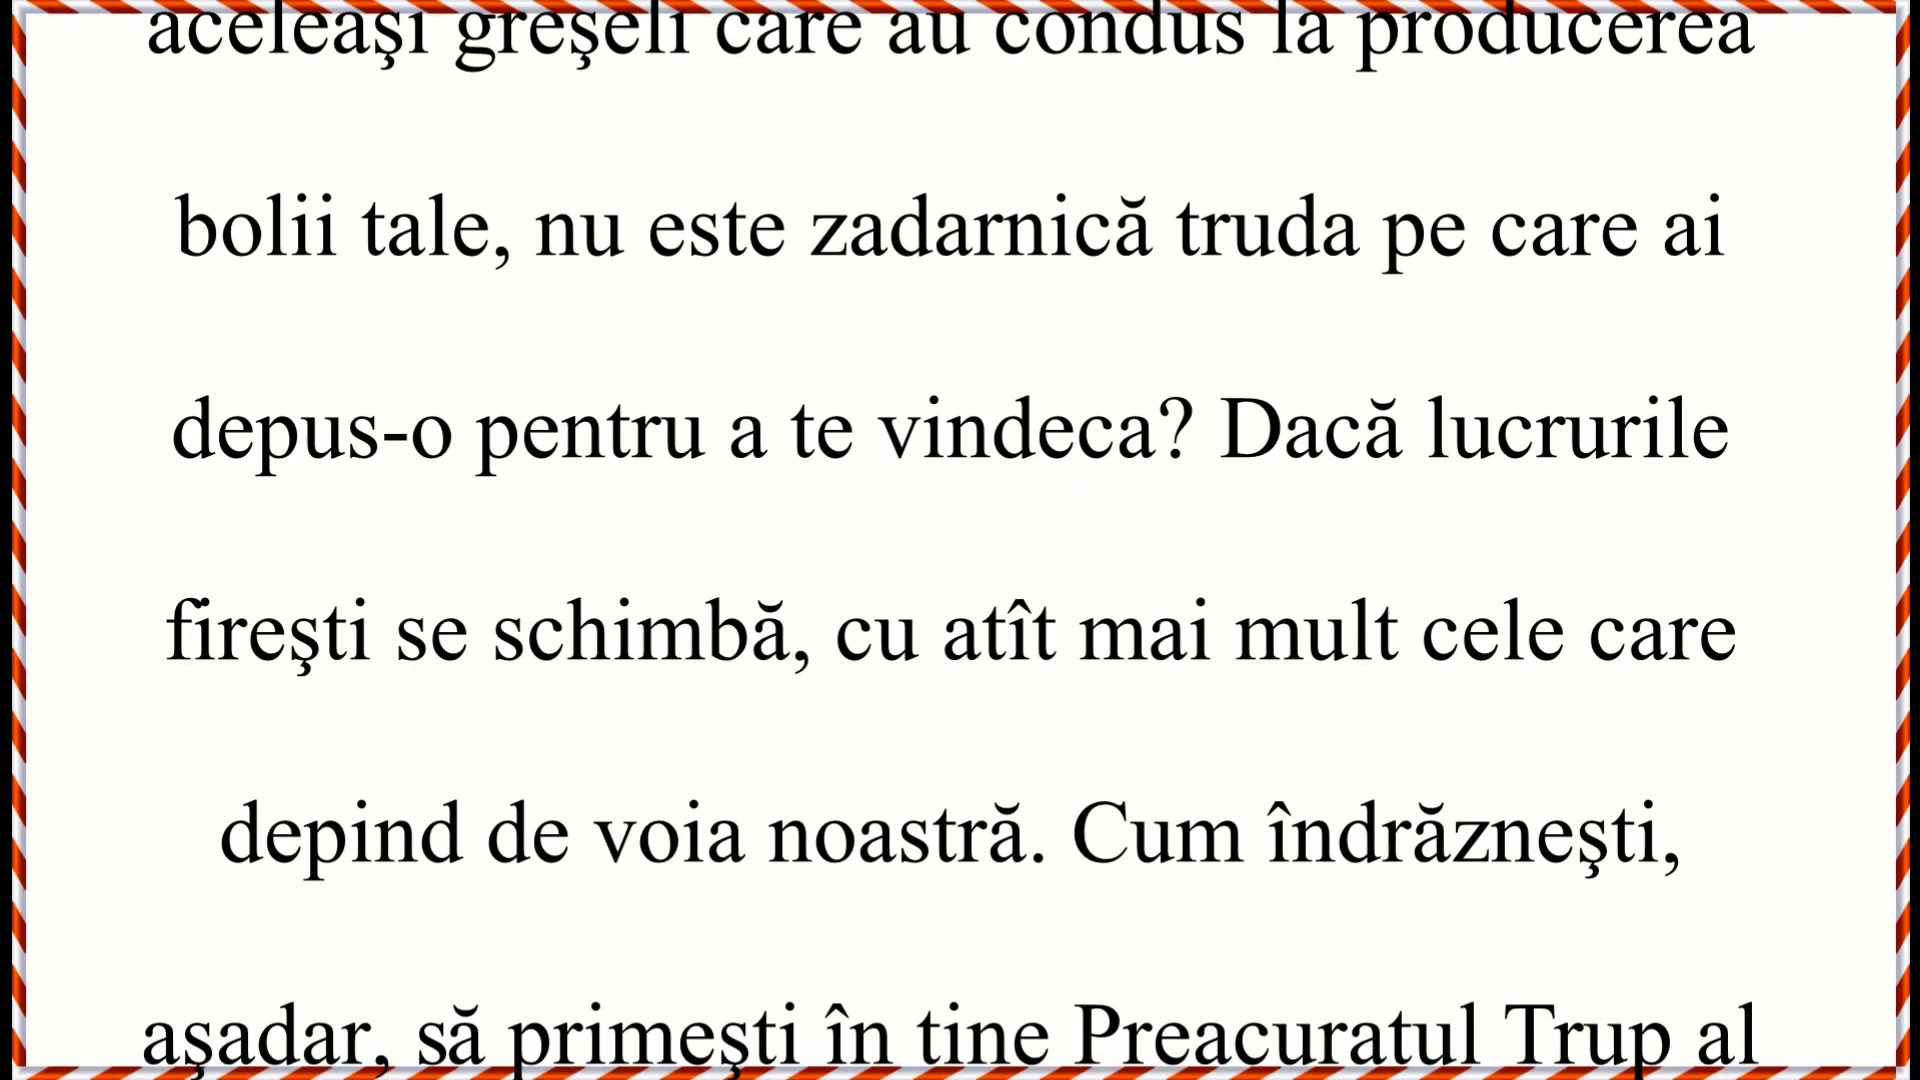 aceleaşi greşeli care au condus la producerea
bolii tale, nu este zadarnică truda pe care ai
depus-o pentru a te vindeca? Dacă lucrurile
fireşti se schimbă, cu atît mai mult cele care
depind de voia noastră. Cum îndrăzneşti,
aşadar, să primeşti în tine Preacuratul Trup al